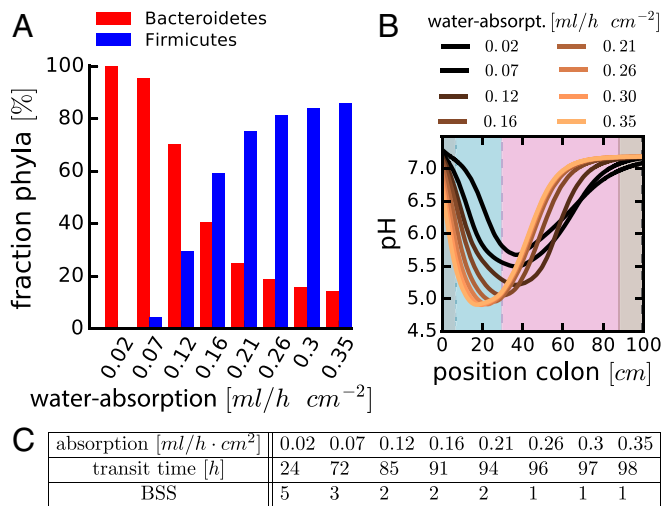 A
Bacteroidetes
Firmicutes
fraction phyla [%]
100
80
60
40
20
0
0.02 0.07 0.12 0.16 0.21 0.26 0.3 0.35
water-absorption [ml/h cm⁻²]
B
water-absorpt. [ml/h cm⁻²]
0.02 0.21
0.07 0.26
0.12 0.30
0.16 0.35
pH
7.0
6.5
6.0
5.5
5.0
4.5
0 20 40 60 80 100
position colon [cm]
C
absorption [ml/h · cm²] 0.02 0.07 0.12 0.16 0.21 0.26 0.3 0.35
transit time [h] 24 72 85 91 94 96 97 98
BSS 5 3 2 2 2 1 1 1